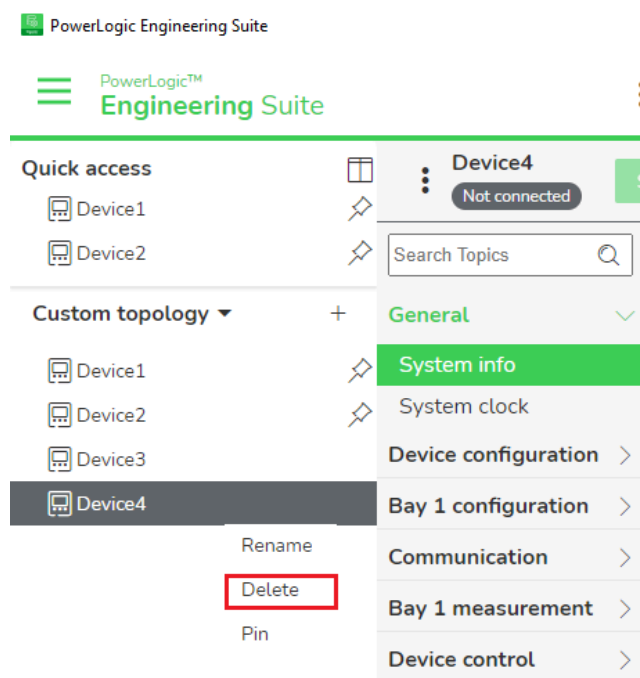 PowerLogic Engineering Suite
PowerLogic™
Engineering Suite
Quick access
Device1
Device2
Custom topology
Device1
Device2
Device3
Device4
Rename
Delete
Pin
Device4
Not connected
Search Topics
General
System info
System clock
Device configuration
Bay 1 configuration
Communication
Bay 1 measurement
Device control